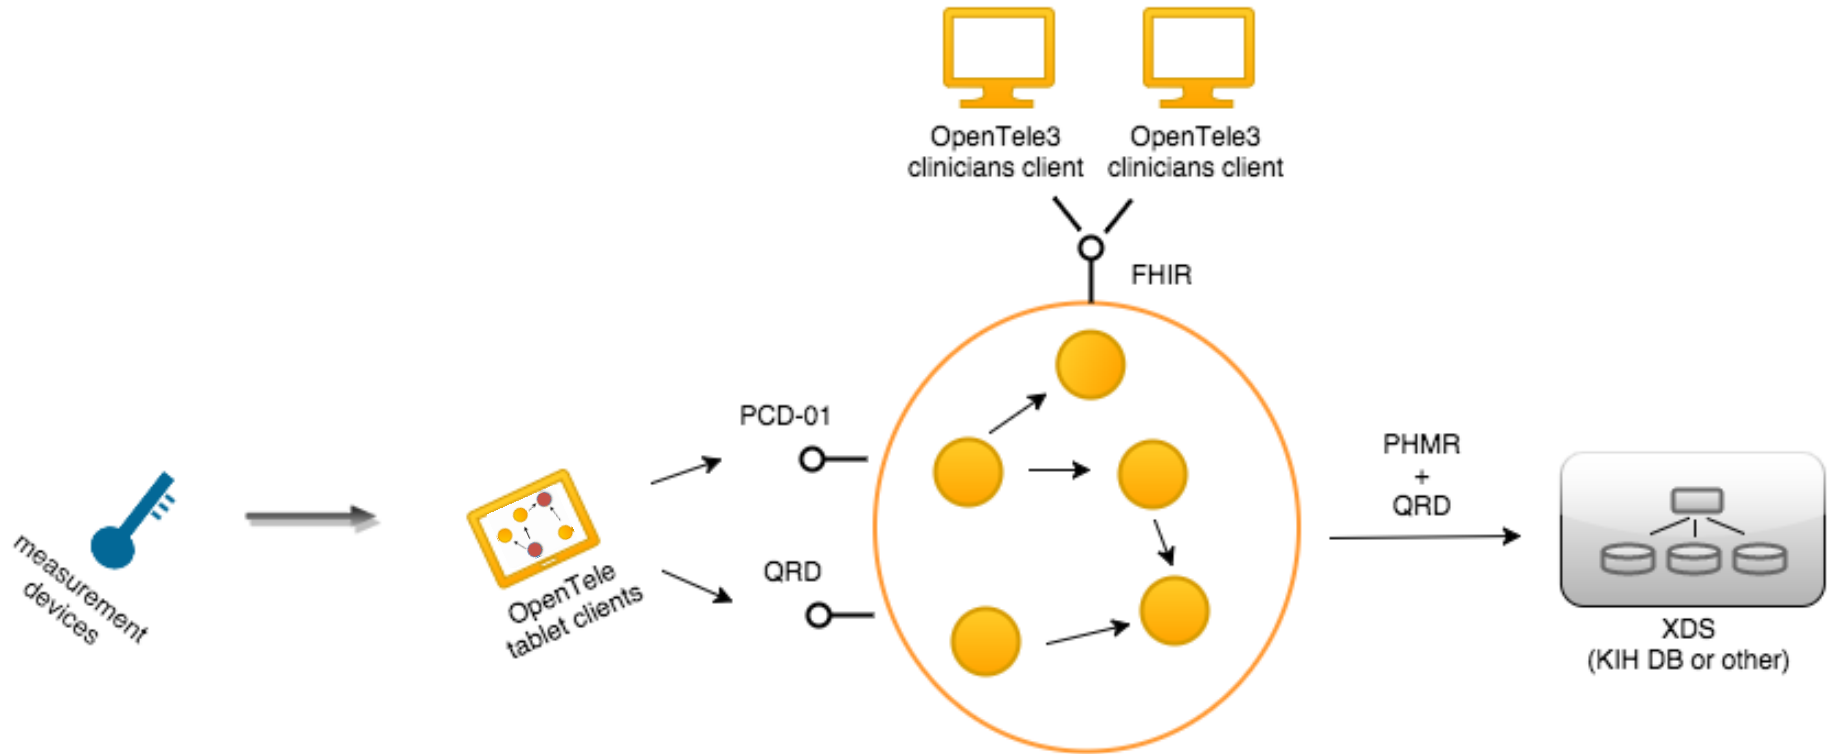 OpenTele3
clinicians client
OpenTele3
clinicians client
FHIR
PCD-01
QRD
measurement
devices
OpenTele
tablet clients
PHMR
+
QRD
XDS
(KIH DB or other)